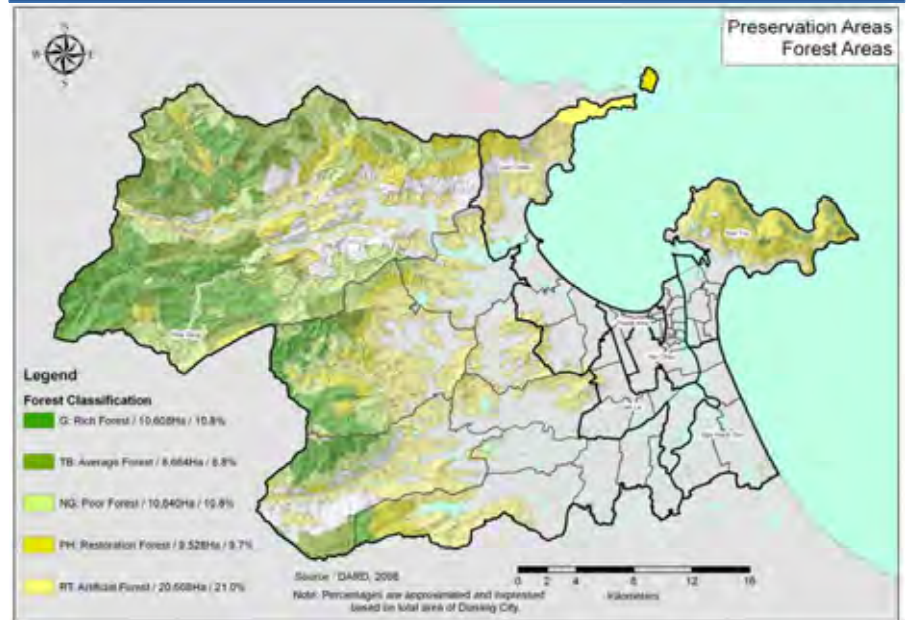 Preservation Areas
Forest Areas
N
W E
S
Legend
Forest Classification
G: Rich Forest / 10,608Ha / 10.8%
TB: Average Forest / 8,664Ha / 8.8%
NG: Poor Forest / 10,640Ha / 10.8%
PH: Restoration Forest / 9,528Ha / 9.7%
RT: Artificial Forest / 20,668Ha / 21.0%
Source : DARD, 2008
Note: Percentages are approximated and expressed
based on total area of Danang City.
0 2 4 8 12 16
Kilometers